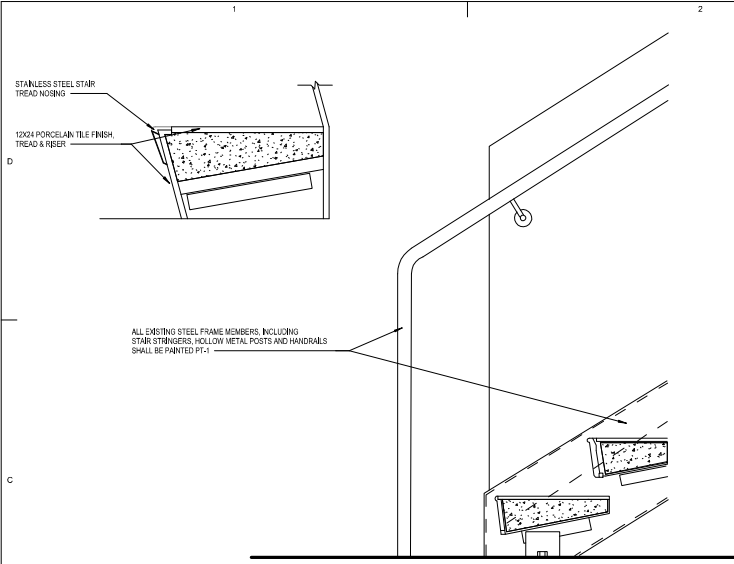 1
2
STAINLESS STEEL STAIR
TREAD NOSING
12X24 PORCELAIN TILE FINISH,
TREAD & RISER
D
ALL EXISTING STEEL FRAME MEMBERS, INCLUDING
STAIR STRINGERS, HOLLOW METAL POSTS AND HANDRAILS
SHALL BE PAINTED PT-1
C